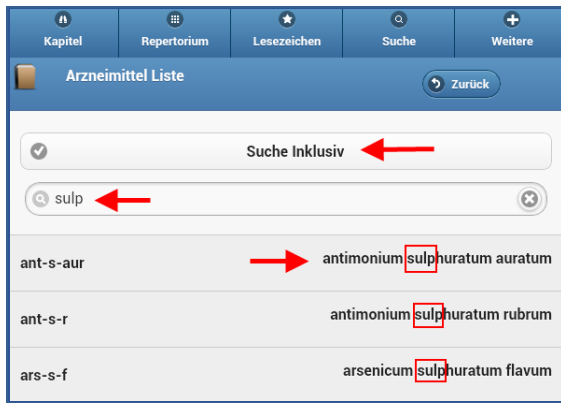 Kapitel Repertorium Lesezeichen Suche Weitere
Arzneimittel Liste Zurück
Suche Inklusiv
sulp
ant-s-aur antimonium sulphuratum auratum
ant-s-r antimonium sulphuratum rubrum
ars-s-f arsenicum sulphuratum flavum